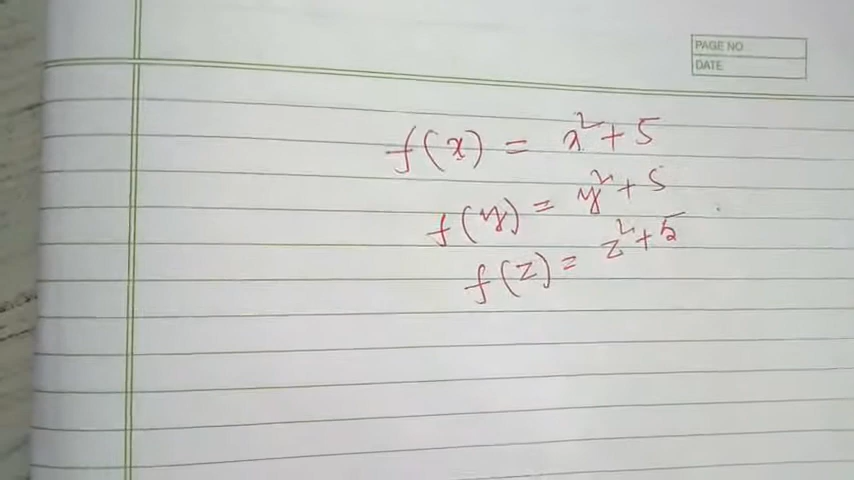 PAGE NO
DATE
f(x) = x² + 5
f(y) = y² + 5
f(z) = z² + 5